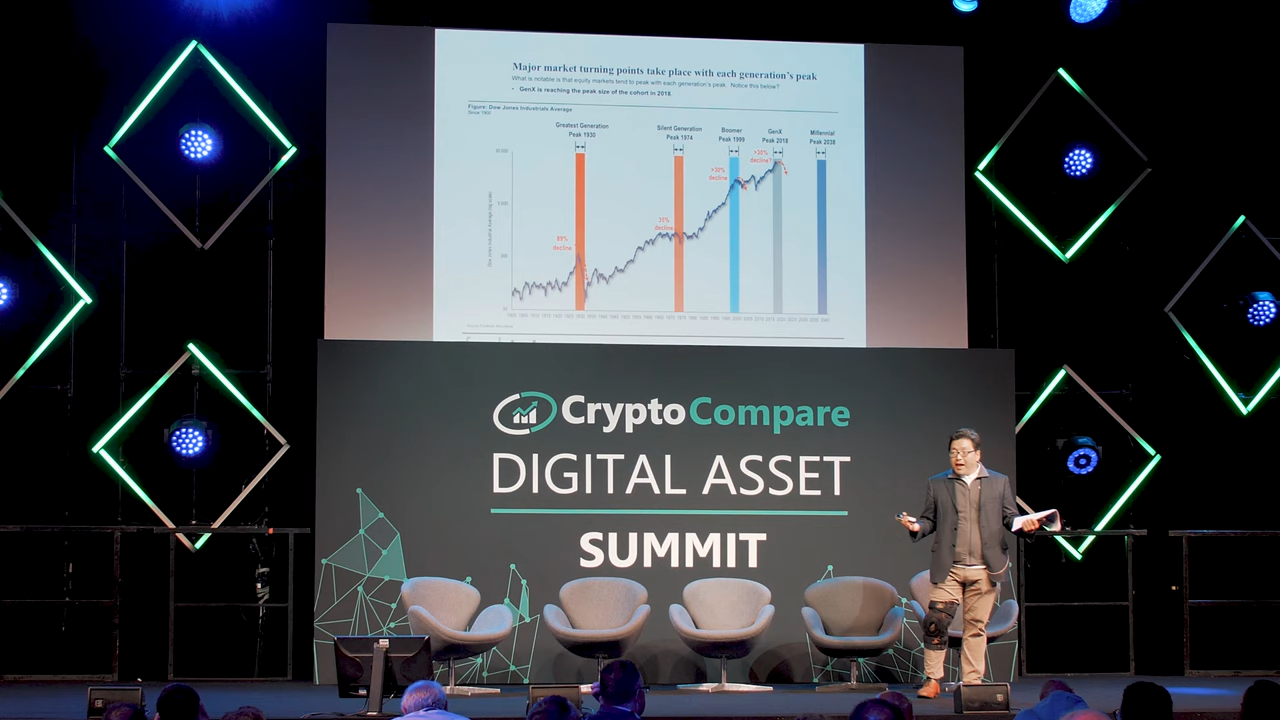 Major market turning points take place with each generation's peak
What is notable is that equity markets tend to peak with each generation's peak. Notice this below?
• GenX is reaching the peak size of the cohort in 2018.
Figure: Dow Jones Industrials Average
Since 1900
Greatest Generation
Peak 1930
Silent Generation
Peak 1974
Boomer
Peak 1999
GenX
Peak 2018
Millennial
Peak 2038
>30%
decline?
>30%
decline
31%
decline
89%
decline
CryptoCompare
DIGITAL ASSET
SUMMIT